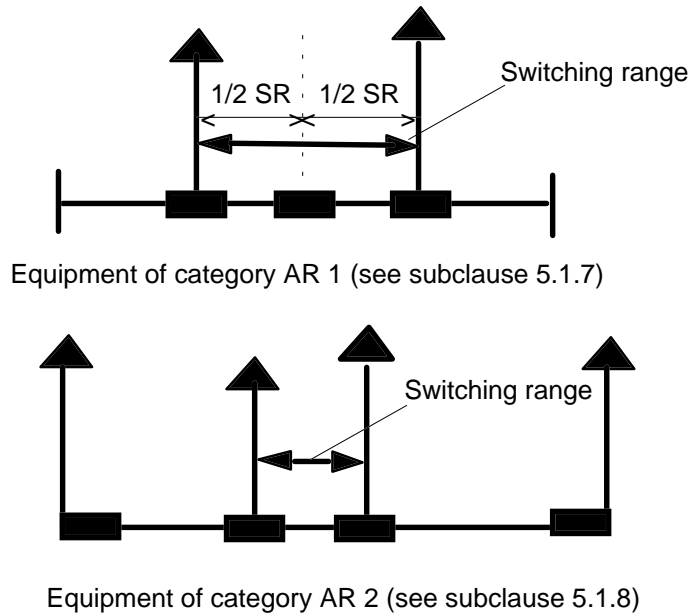 Switching range
1/2 SR 1/2 SR
Equipment of category AR 1 (see subclause 5.1.7)
Switching range
Equipment of category AR 2 (see subclause 5.1.8)